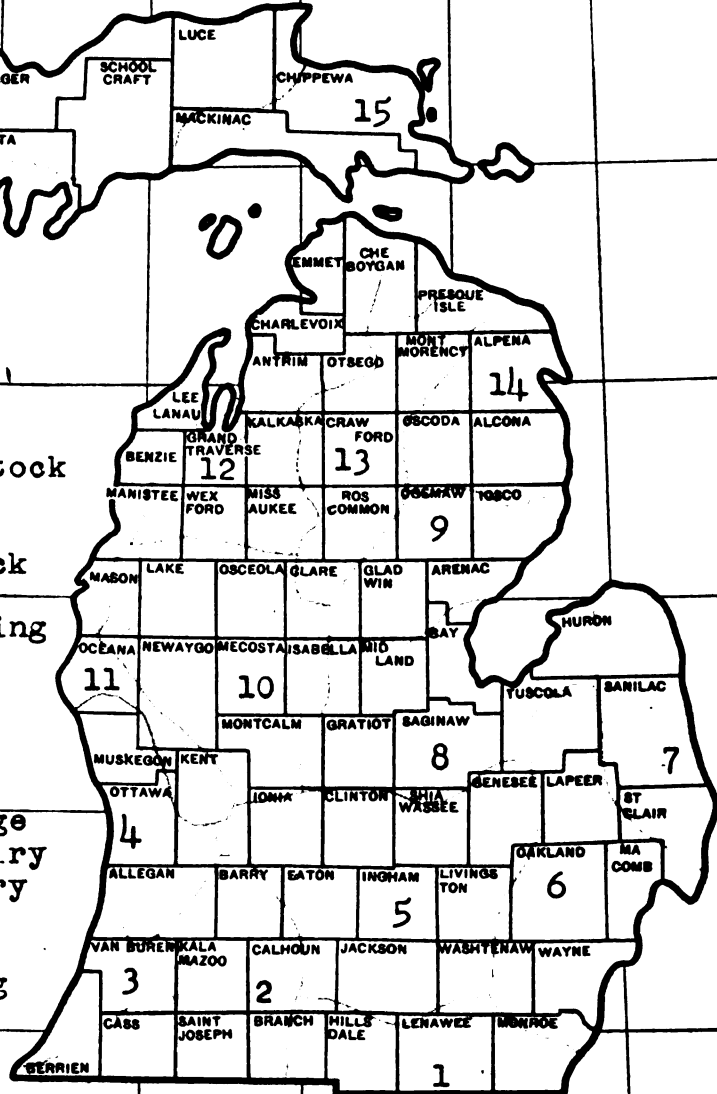 LUCE
GER
SCHOOL
CRAFT
CHIPPEWA
15
MACKINAC
TA
EMMET
CHE
BOYGAN
PRESQUE
ISLE
CHARLEVOIX
ANTRIM
OTSEGO
MONT
MORENCY
ALPENA
14
LEE
LANAU
KALKASKA
CRAW
FORD
OSCODA
ALCONA
GRAND
TRAVERSE
BENZIE
12
13
tock
MANISTEE
WEX
FORD
MISS
AUKEE
ROS
COMMON
OGEMAW
IOSCO
9
ck
MASON
LAKE
OSCEOLA
CLARE
GLAD
WIN
ARENAC
ing
BAY
HURON
OCEANA
NEWAYGO
MECOSTA
ISABELLA
MID
LAND
11
10
TUSCOLA
SANILAC
MONTCALM
GRATIOT
SAGINAW
8
7
MUSKEGON
KENT
OTTAWA
IONIA
CLINTON
SHIA
WASSEE
GENESEE
LAPEER
ST
CLAIR
ge
4
iry
ry
OAKLAND
MA
COMB
6
ALLEGAN
BARRY
EATON
INGHAM
LIVINGS
TON
5
VAN BUREN
KALA
MAZOO
CALHOUN
JACKSON
WASHTENAW
WAYNE
g
3
2
CASS
SAINT
JOSEPH
BRANCH
HILLS
DALE
LENAWEE
MONROE
BERRIEN
1